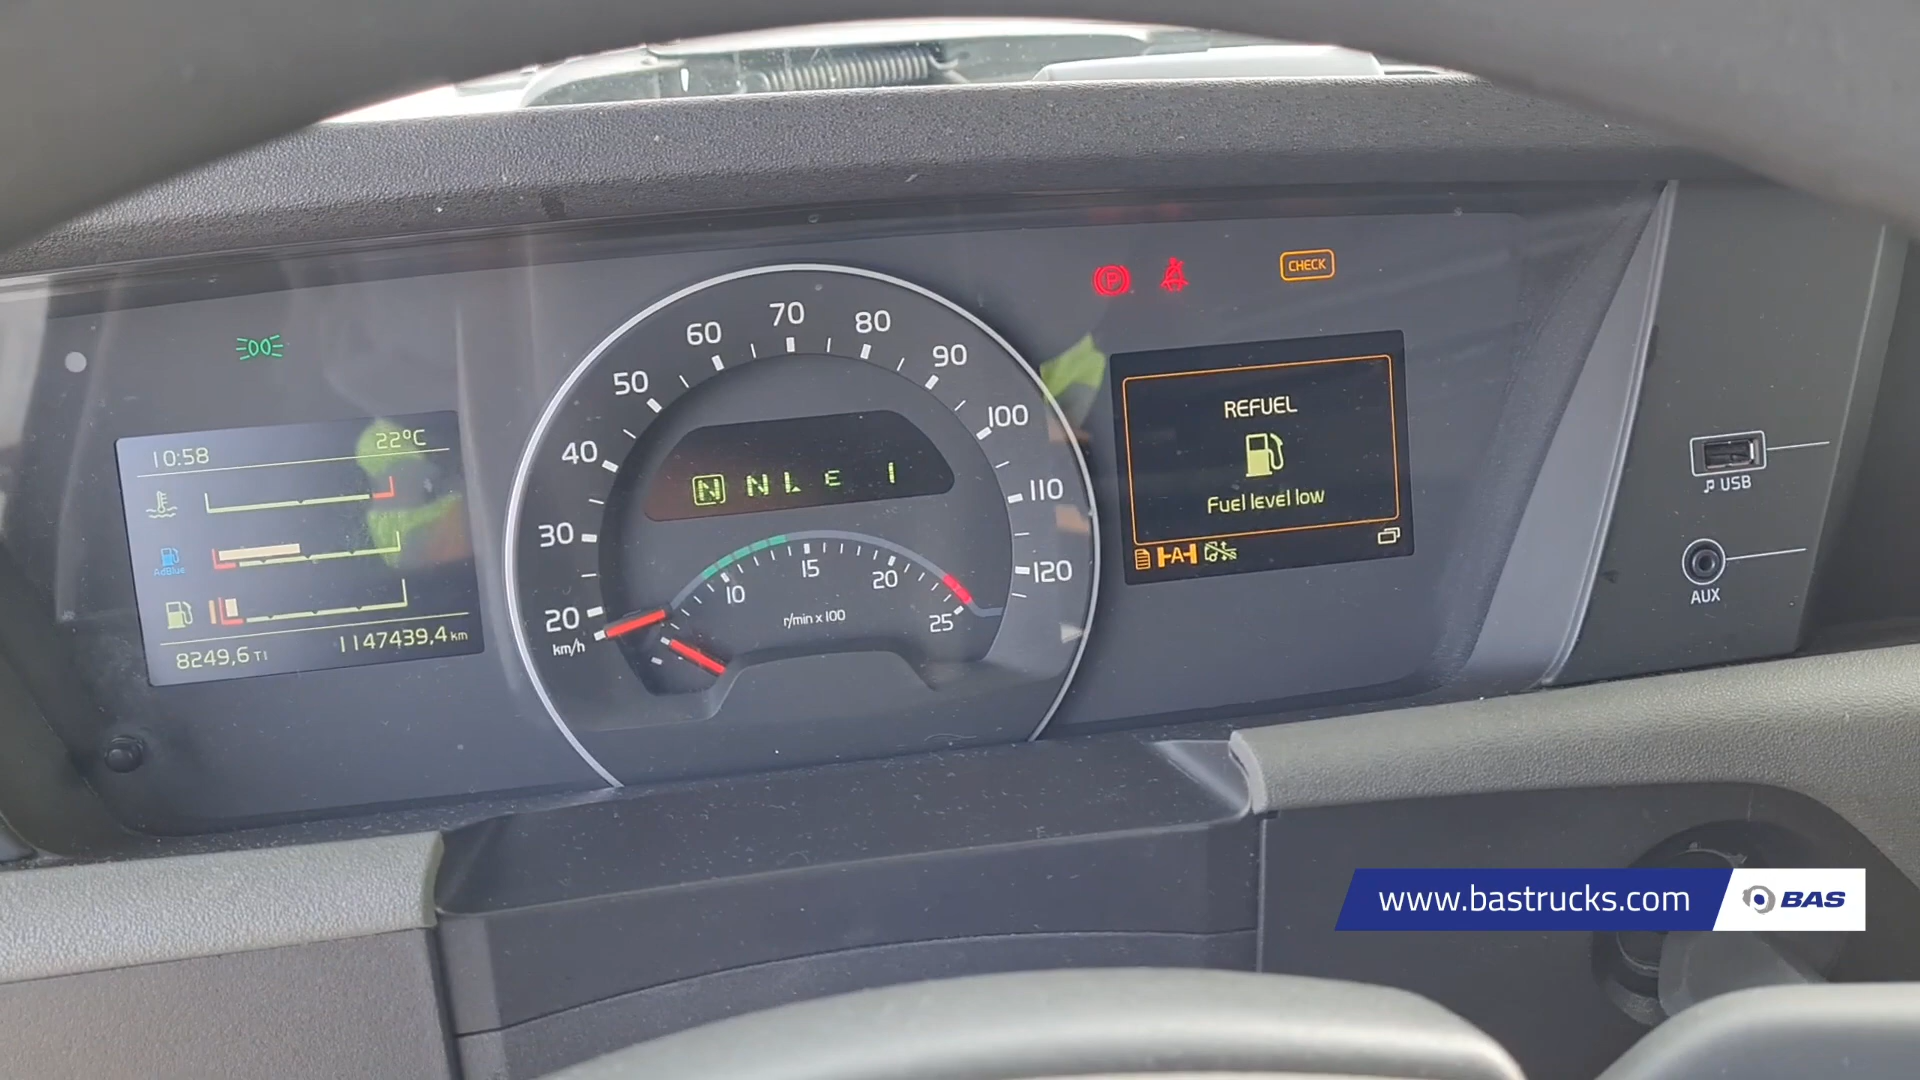 10:58 22°C
AdBlue
8249,6 TI 1147439,4 km
20
30
40
50
60
70
80
90
100
110
120
km/h
N N L E 1
10
15
20
25
r/min x 100
P
CHECK
REFUEL
Fuel level low
A
USB
AUX
www.bastrucks.com BAS